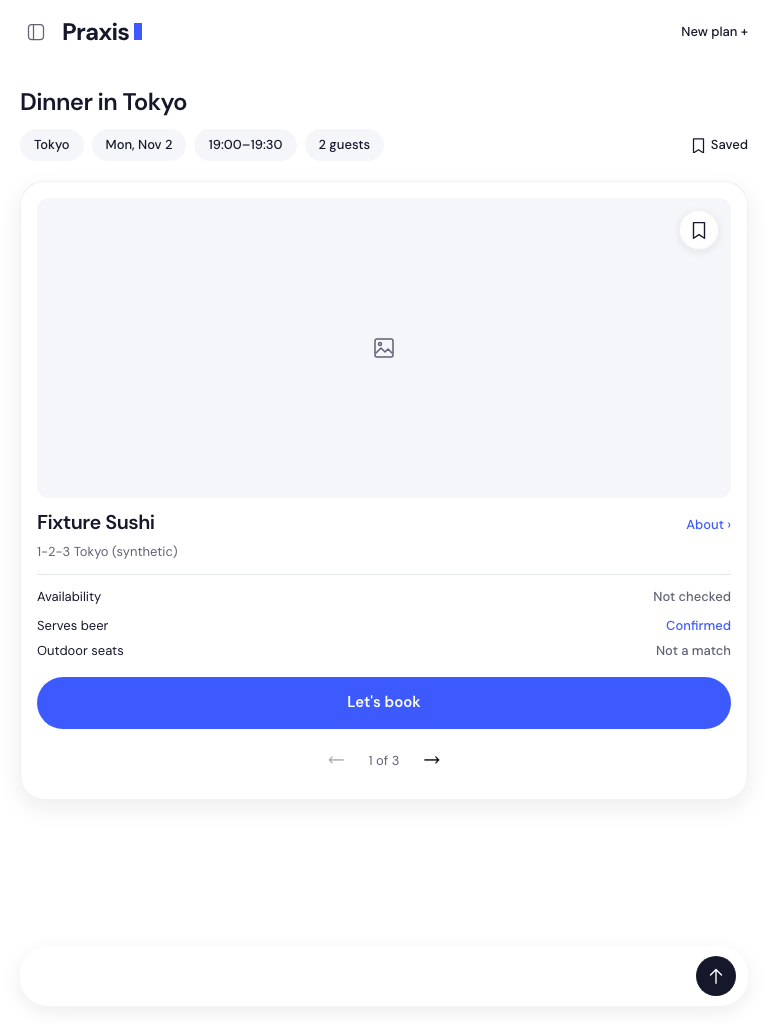 Praxis
New plan +
Dinner in Tokyo
Tokyo
Mon, Nov 2
19:00–19:30
2 guests
Saved
Fixture Sushi
About ›
1-2-3 Tokyo (synthetic)
Availability
Not checked
Serves beer
Confirmed
Outdoor seats
Not a match
Let's book
← 1 of 3 →